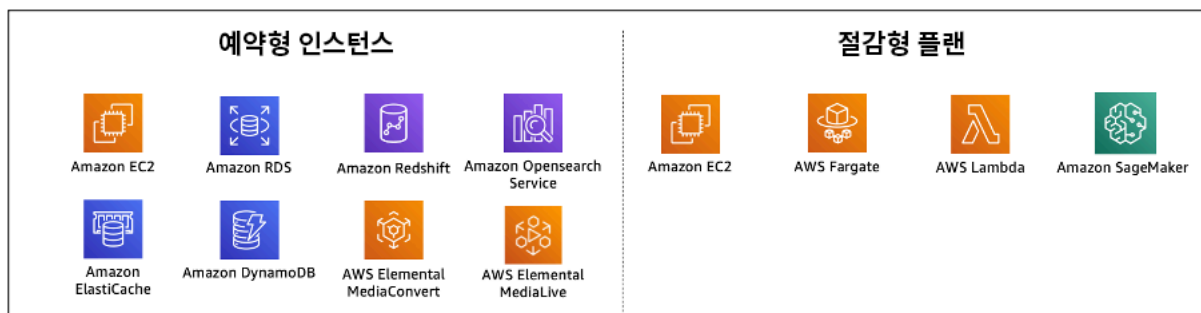 예약형 인스턴스
절감형 플랜
Amazon EC2
Amazon RDS
Amazon Redshift
Amazon Opensearch
Service
Amazon
ElastiCache
Amazon DynamoDB
AWS Elemental
MediaConvert
AWS Elemental
MediaLive
Amazon EC2
AWS Fargate
AWS Lambda
Amazon SageMaker